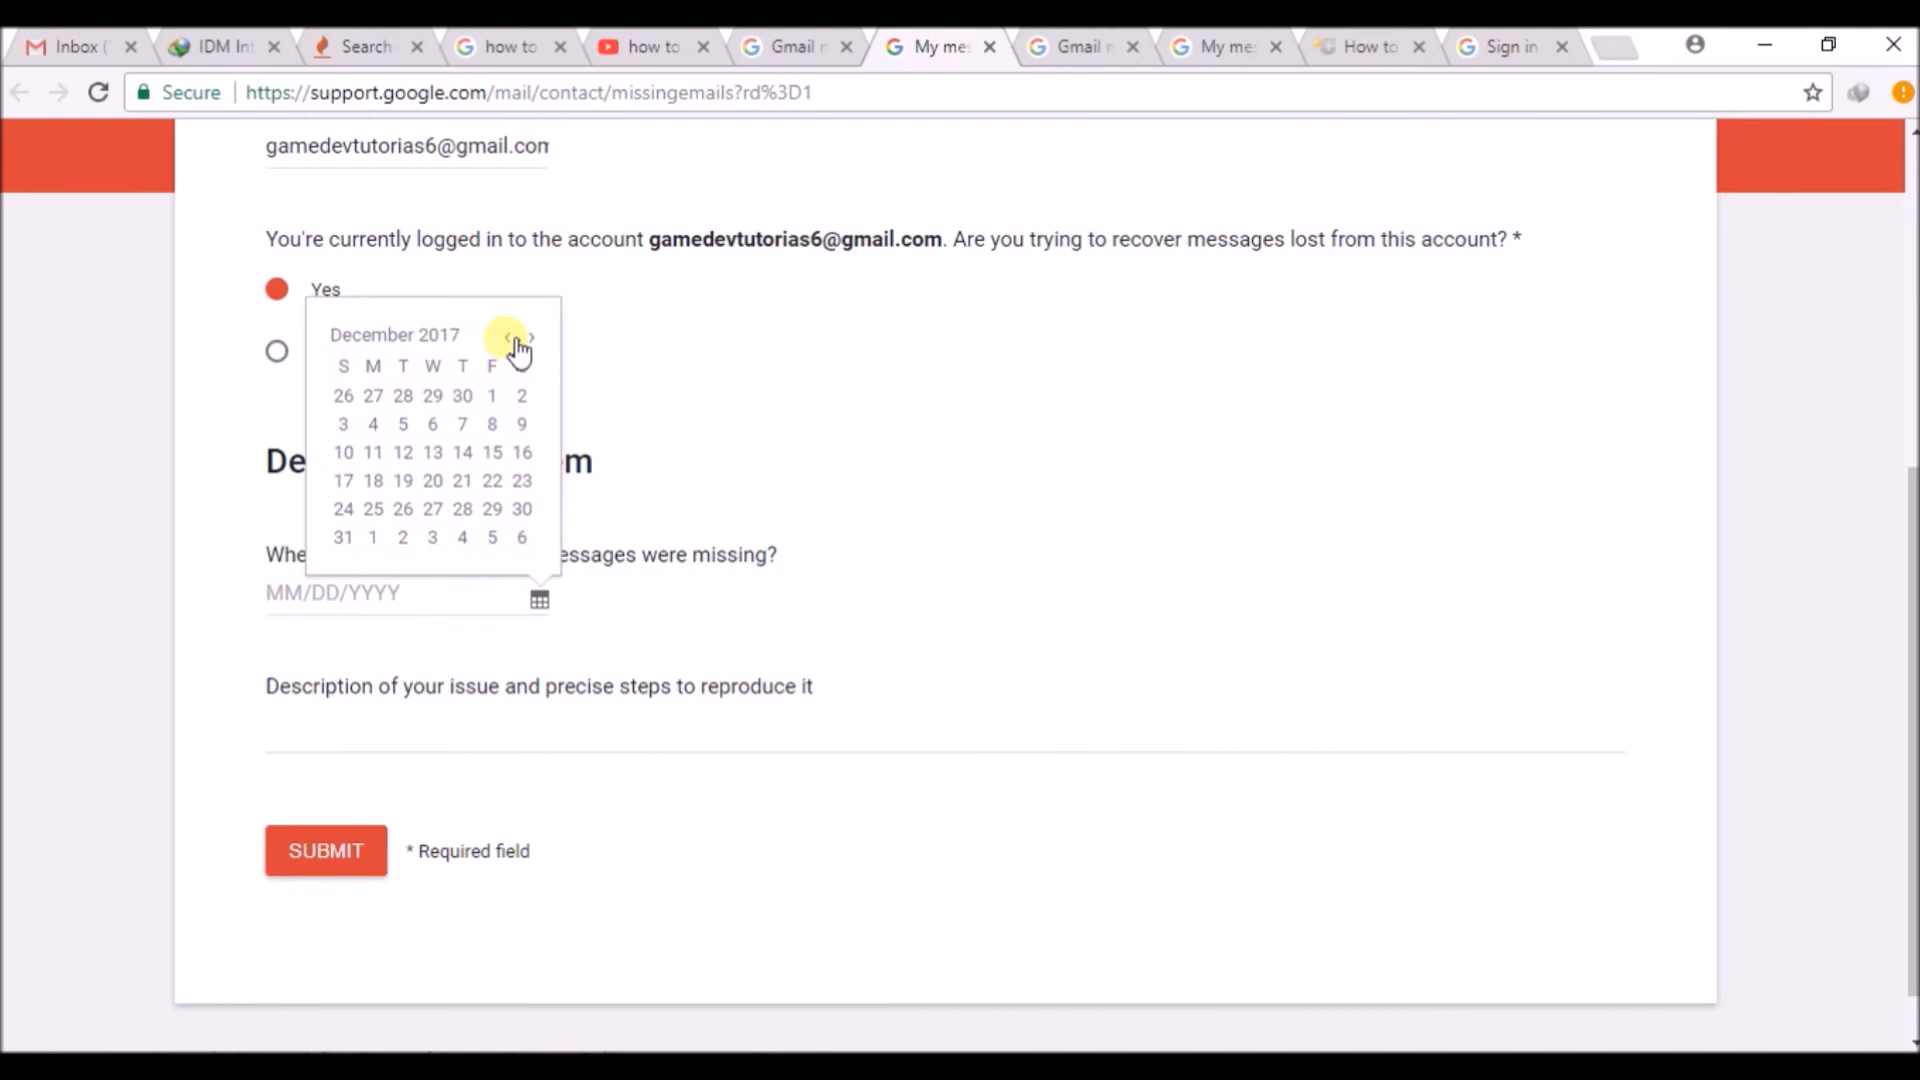 Inbox (
IDM Int
Search
how to
how to
Gmail n
My me
Gmail n
My me
How to
Sign in
Secure https://support.google.com/mail/contact/missingemails?rd%3D1
gamedevtutorias6@gmail.com
You're currently logged in to the account gamedevtutorias6@gmail.com. Are you trying to recover messages lost from this account? *
Yes
December 2017
S M T W T F
26 27 28 29 30 1 2
3 4 5 6 7 8 9
10 11 12 13 14 15 16
17 18 19 20 21 22 23
24 25 26 27 28 29 30
31 1 2 3 4 5 6
De m
Whe essages were missing?
MM/DD/YYYY
Description of your issue and precise steps to reproduce it
SUBMIT * Required field